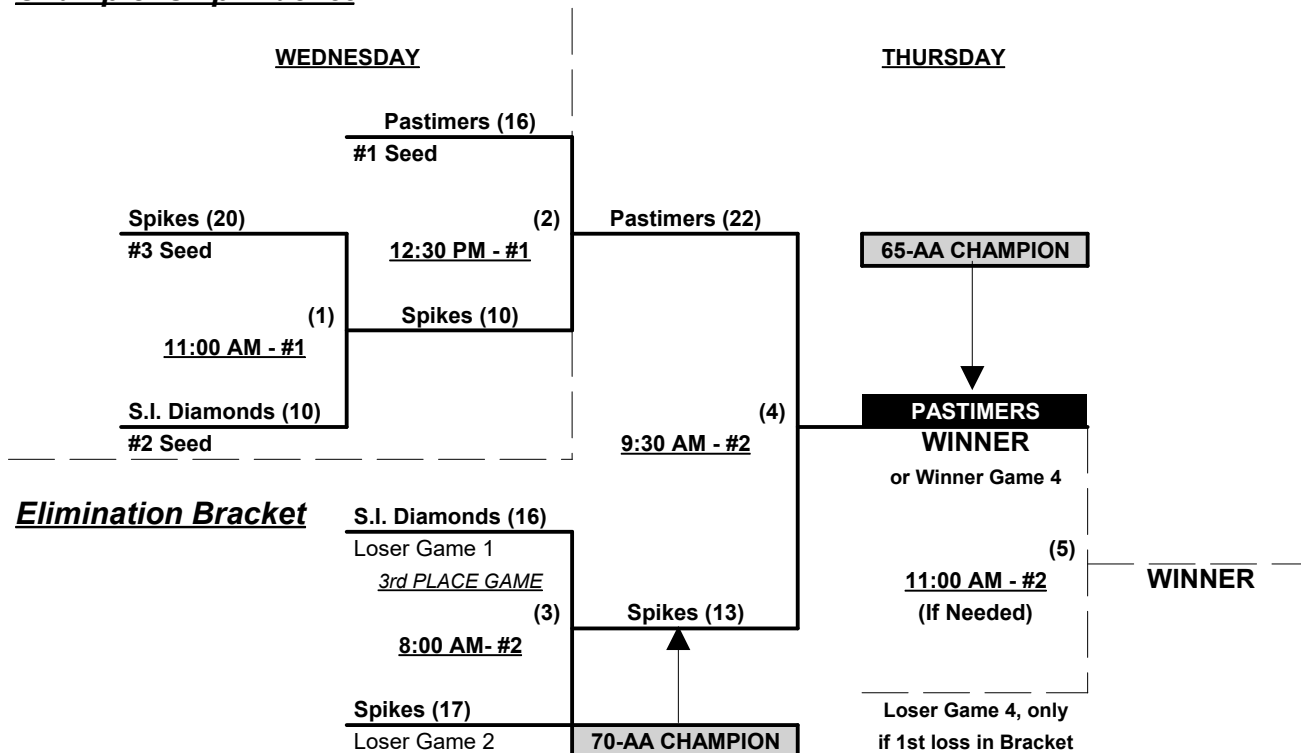 WEDNESDAY
THURSDAY
Pastimers (16)
#1 Seed
Spikes (20)
(2)
Pastimers (22)
#3 Seed
12:30 PM - #1
65-AA CHAMPION
(1)
Spikes (10)
11:00 AM - #1
S.I. Diamonds (10)
(4)
PASTIMERS
#2 Seed
9:30 AM - #2
WINNER
or Winner Game 4
Elimination Bracket
S.I. Diamonds (16)
Loser Game 1
(5)
3rd PLACE GAME
11:00 AM - #2
WINNER
(3)
Spikes (13)
(If Needed)
8:00 AM- #2
Spikes (17)
Loser Game 4, only
Loser Game 2
70-AA CHAMPION
if 1st loss in Bracket